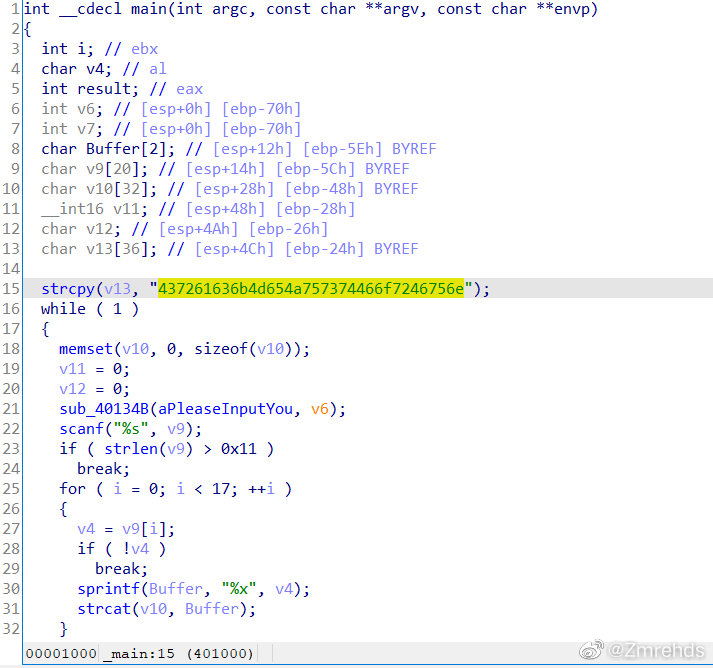 1 int __cdecl main(int argc, const char **argv, const char **envp)
2 {
3 int i; // ebx
4 char v4; // al
5 int result; // eax
6 int v6; // [esp+0h] [ebp-70h]
7 int v7; // [esp+0h] [ebp-70h]
8 char Buffer[2]; // [esp+12h] [ebp-5Eh] BYREF
9 char v9[20]; // [esp+14h] [ebp-5Ch] BYREF
10 char v10[32]; // [esp+28h] [ebp-48h] BYREF
11 __int16 v11; // [esp+48h] [ebp-28h]
12 char v12; // [esp+4Ah] [ebp-26h]
13 char v13[36]; // [esp+4Ch] [ebp-24h] BYREF
14
15 strcpy(v13, "437261636b4d654a757374466f7246756e");
16 while ( 1 )
17 {
18 memset(v10, 0, sizeof(v10));
19 v11 = 0;
20 v12 = 0;
21 sub_40134B(aPleaseInputYou, v6);
22 scanf("%s", v9);
23 if ( strlen(v9) > 0x11 )
24 break;
25 for ( i = 0; i < 17; ++i )
26 {
27 v4 = v9[i];
28 if ( !v4 )
29 break;
30 sprintf(Buffer, "%x", v4);
31 strcat(v10, Buffer);
32 }
00001000 _main:15 (401000)
@Zmrehds